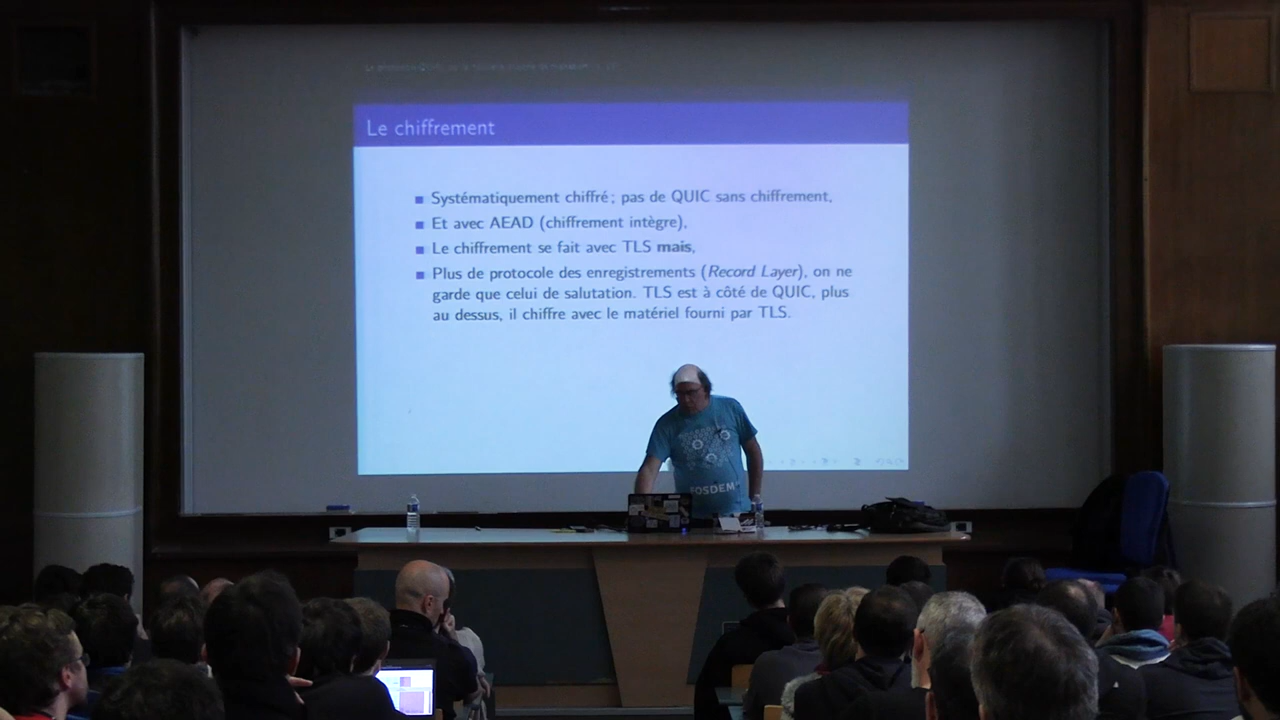 Le chiffrement
Systématiquement chiffré ; pas de QUIC sans chiffrement,
Et avec AEAD (chiffrement intègre),
Le chiffrement se fait avec TLS mais,
Plus de protocole des enregistrements (Record Layer), on ne
garde que celui de salutation. TLS est à côté de QUIC, plus
au dessus, il chiffre avec le matériel fourni par TLS.
FOSDEM